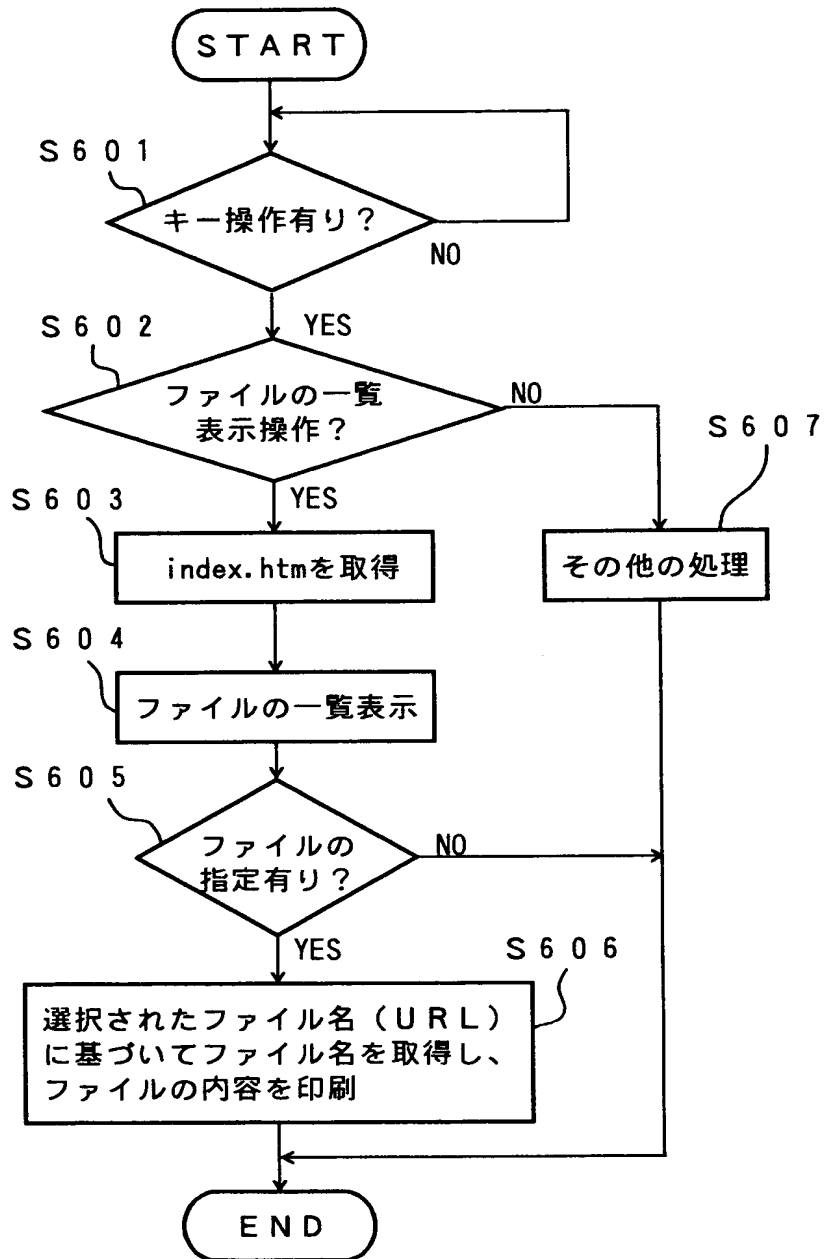 START
S601
キー操作有り？
NO
S602
YES
ファイルの一覧
表示操作？
NO
S607
S603
YES
index.htmを取得
その他の処理
S604
ファイルの一覧表示
S605
ファイルの
指定有り？
NO
YES
S606
選択されたファイル名（URL）
に基づいてファイル名を取得し、
ファイルの内容を印刷
END